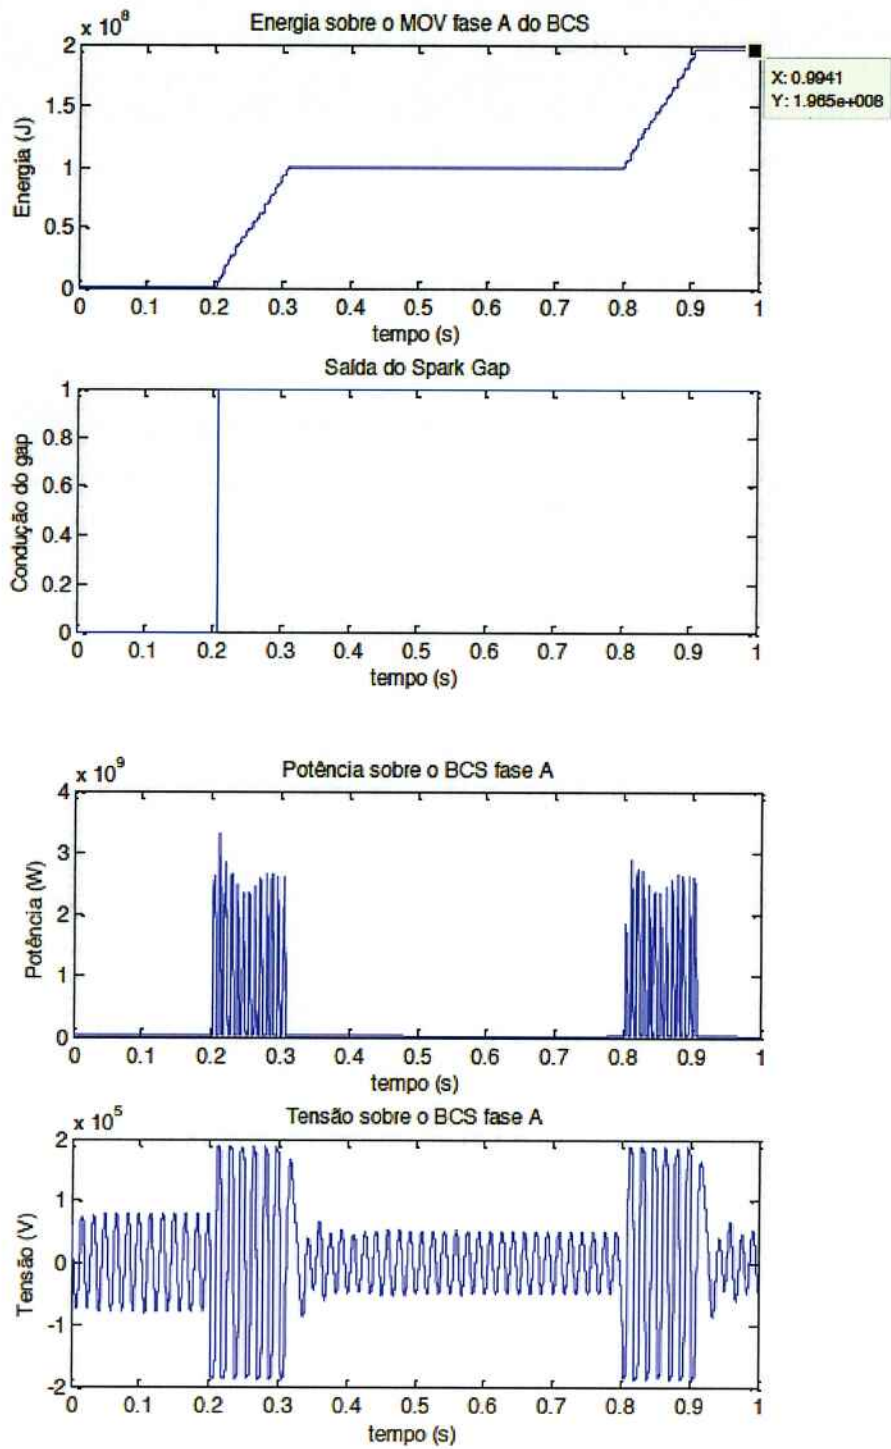 Energia sobre o MOV fase A do BCS
x 10^8
2
1.5
1
0.5
0
Energia (J)
X: 0.9941
Y: 1.965e+008
0 0.1 0.2 0.3 0.4 0.5 0.6 0.7 0.8 0.9 1
tempo (s)
Saída do Spark Gap
1
0.8
0.6
0.4
0.2
0
Condução do gap
0 0.1 0.2 0.3 0.4 0.5 0.6 0.7 0.8 0.9 1
tempo (s)
Potência sobre o BCS fase A
x 10^9
4
3
2
1
0
Potência (W)
0 0.1 0.2 0.3 0.4 0.5 0.6 0.7 0.8 0.9 1
tempo (s)
Tensão sobre o BCS fase A
x 10^5
2
1
0
-1
-2
Tensão (V)
0 0.1 0.2 0.3 0.4 0.5 0.6 0.7 0.8 0.9 1
tempo (s)